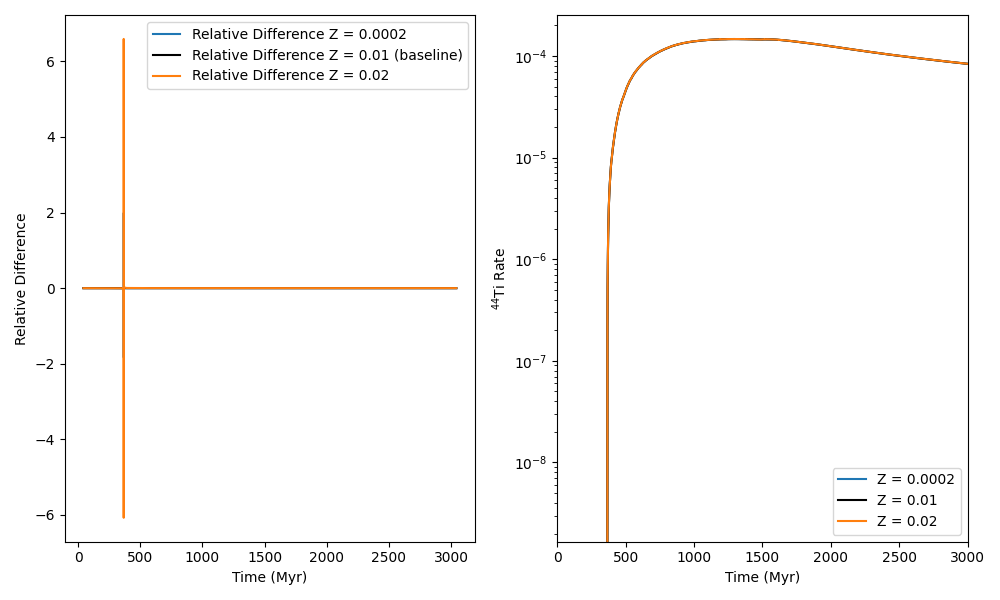 Relative Difference Z = 0.0002
Relative Difference Z = 0.01 (baseline)
Relative Difference Z = 0.02
Relative Difference
6
4
2
0
−2
−4
−6
0 500 1000 1500 2000 2500 3000
Time (Myr)
⁴⁴Ti Rate
10⁻⁴
10⁻⁵
10⁻⁶
10⁻⁷
10⁻⁸
Z = 0.0002
Z = 0.01
Z = 0.02
0 500 1000 1500 2000 2500 3000
Time (Myr)